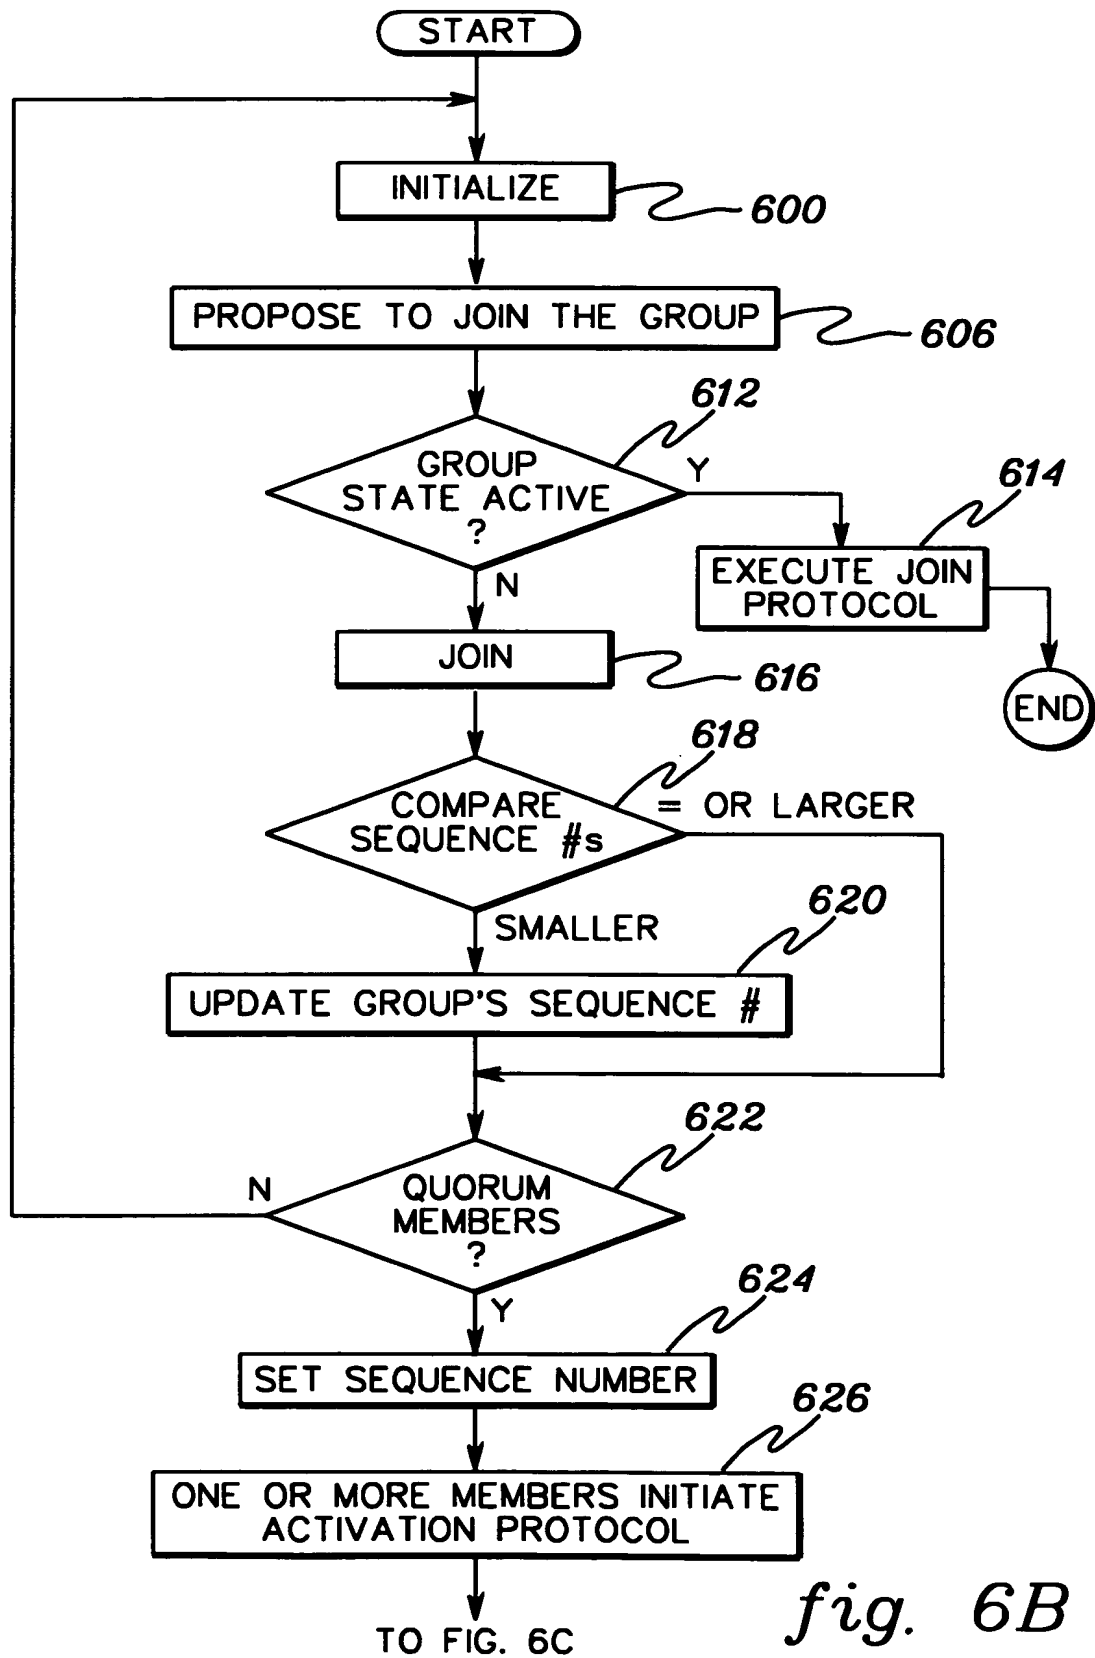 START
INITIALIZE
600
PROPOSE TO JOIN THE GROUP
606
612
GROUP
STATE ACTIVE
?
Y
N
614
EXECUTE JOIN
PROTOCOL
END
JOIN
616
618
COMPARE
SEQUENCE #s
= OR LARGER
SMALLER
620
UPDATE GROUP'S SEQUENCE #
622
QUORUM
MEMBERS
?
N
Y
624
SET SEQUENCE NUMBER
626
ONE OR MORE MEMBERS INITIATE
ACTIVATION PROTOCOL
TO FIG. 6C
fig. 6B